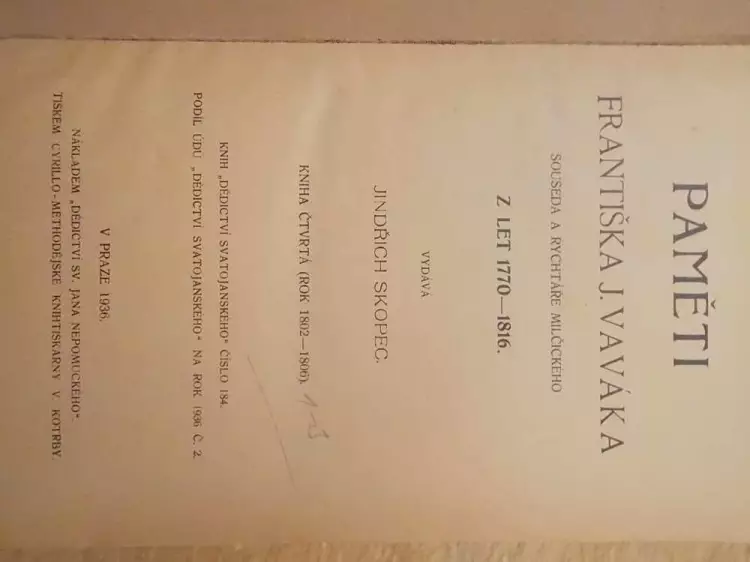 PAMĚTI
FRANTIŠKA J. VAVÁKA
SOUSEDA A RYCHTÁŘE MILČICKÉHO
Z LET 1770—1816.
VYDÁVÁ
JINDŘICH SKOPEC.
KNIHA ČTVRTÁ (ROK 1802—1806).
KNIH „DĚDICTVÍ SVATOJANSKÉHO“ ČÍSLO 184.
PODÍL ÚDŮ „DĚDICTVÍ SVATOJANSKÉHO“ NA ROK 1936 Č. 2.
V PRAZE 1936.
NÁKLADEM „DĚDICTVÍ SV. JANA NEPOMUCKÉHO“.
TISKEM CYRILLO-METHODĚJSKÉ KNIHTISKÁRNY V. KOTRBY.